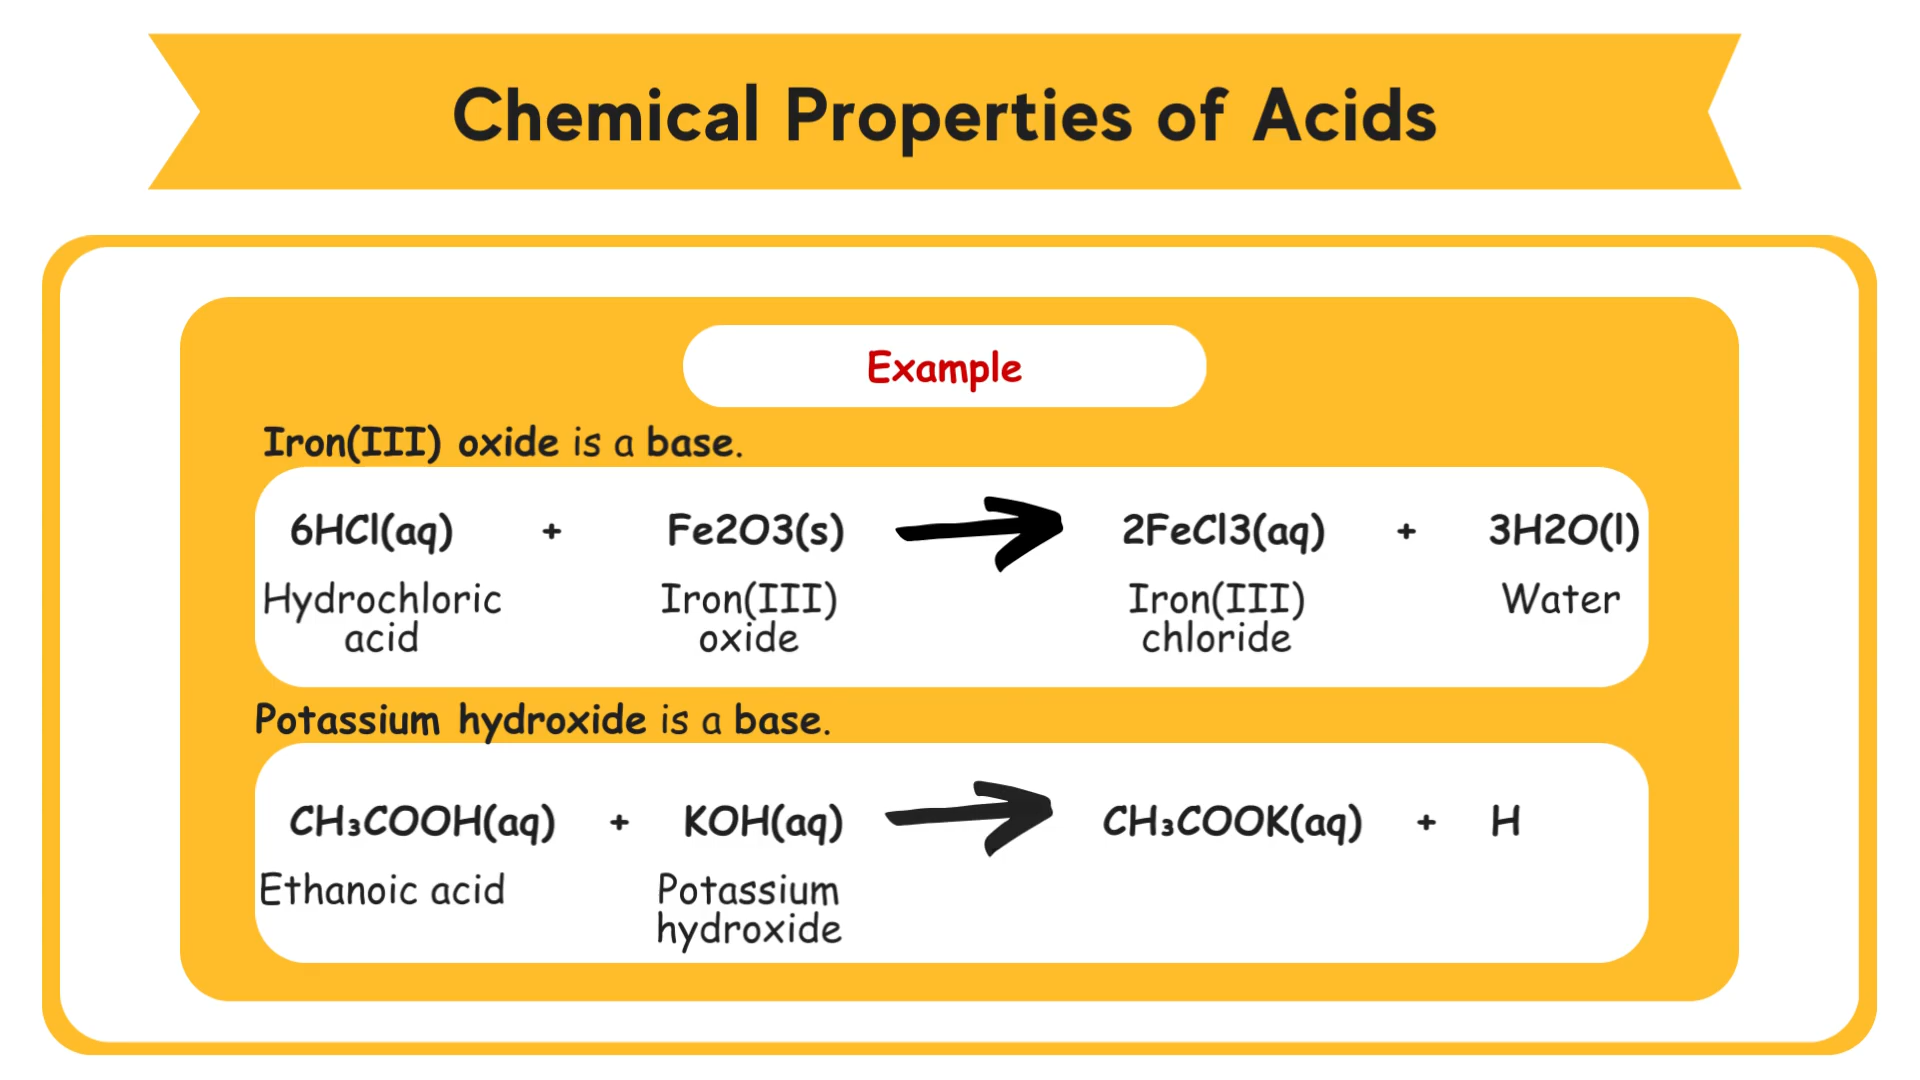 Chemical Properties of Acids
Example
Iron(III) oxide is a base.
6HCl(aq) + Fe2O3(s) 2FeCl3(aq) + 3H2O(l)
Hydrochloric acid Iron(III) oxide Iron(III) chloride Water
Potassium hydroxide is a base.
CH₃COOH(aq) + KOH(aq) CH₃COOK(aq) + H
Ethanoic acid Potassium hydroxide